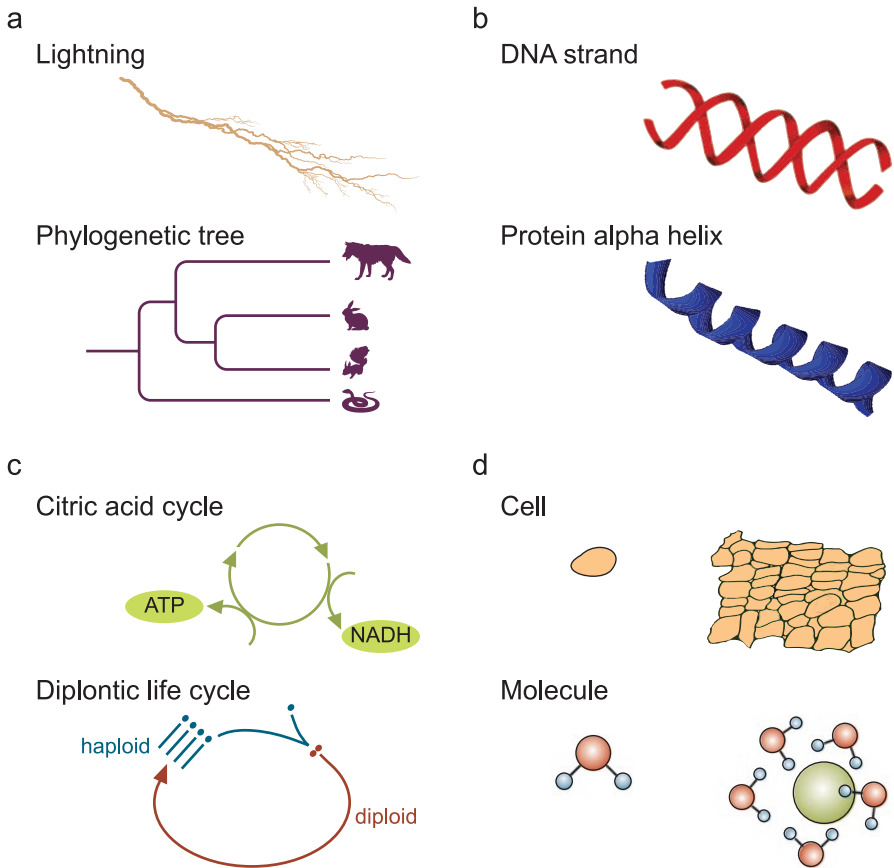 a
Lightning
Phylogenetic tree
b
DNA strand
Protein alpha helix
c
Citric acid cycle
ATP
NADH
Diplontic life cycle
haploid
diploid
d
Cell
Molecule